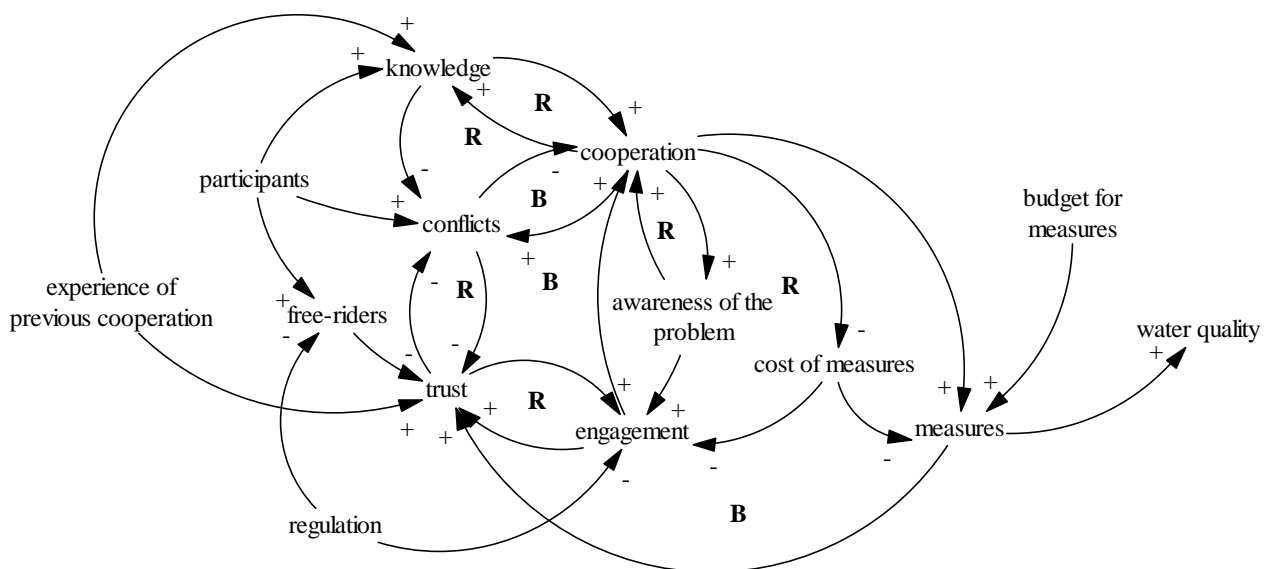 +
+
knowledge
+
R
+
R
cooperation
participants
-
-
+
+
+
B
conflicts
budget for
measures
R
+
+
B
-
R
experience of
previous cooperation
+
free-riders
awareness of the
problem
R
water quality
-
-
-
-
+
cost of measures
trust
+
R
+
+
+
+
+
+
engagement
measures
-
-
-
B
regulation